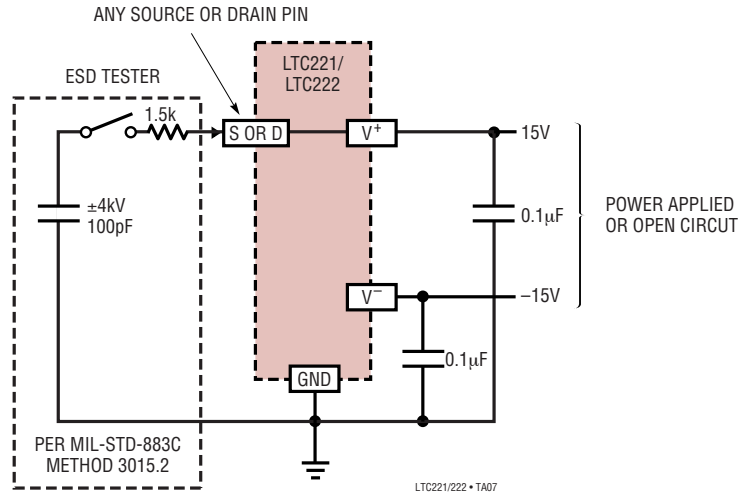 ANY SOURCE OR DRAIN PIN
ESD TESTER
LTC221/
LTC222
1.5k
S OR D
V+
15V
±4kV
100pF
0.1µF
POWER APPLIED
OR OPEN CIRCUT
V–
–15V
0.1µF
GND
PER MIL-STD-883C
METHOD 3015.2
LTC221/222 • TA07